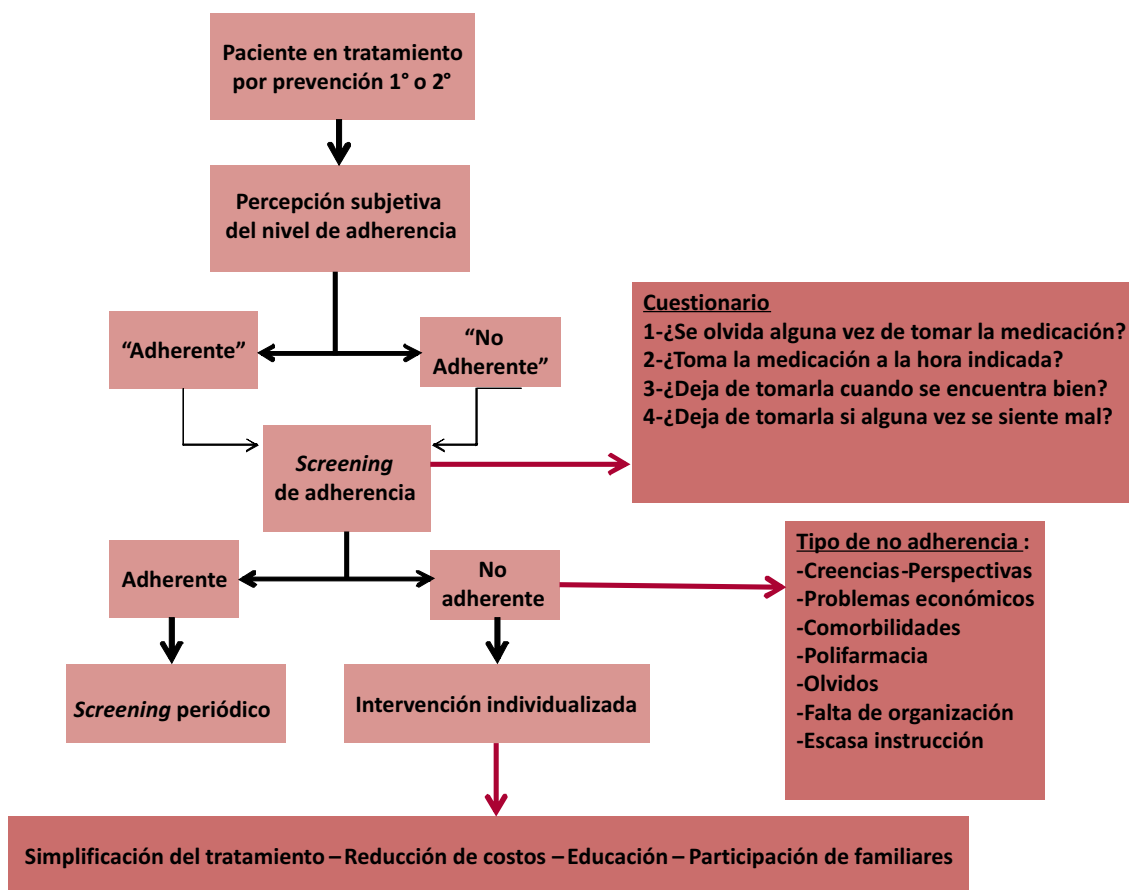 Paciente en tratamiento
por prevención 1° o 2°
Percepción subjetiva
del nivel de adherencia
“Adherente”
“No
Adherente”
Cuestionario
1-¿Se olvida alguna vez de tomar la medicación?
2-¿Toma la medicación a la hora indicada?
3-¿Deja de tomarla cuando se encuentra bien?
4-¿Deja de tomarla si alguna vez se siente mal?
Screening
de adherencia
Adherente
No
adherente
Tipo de no adherencia :
-Creencias-Perspectivas
-Problemas económicos
-Comorbilidades
-Polifarmacia
-Olvidos
-Falta de organización
-Escasa instrucción
Screening periódico
Intervención individualizada
Simplificación del tratamiento – Reducción de costos – Educación – Participación de familiares